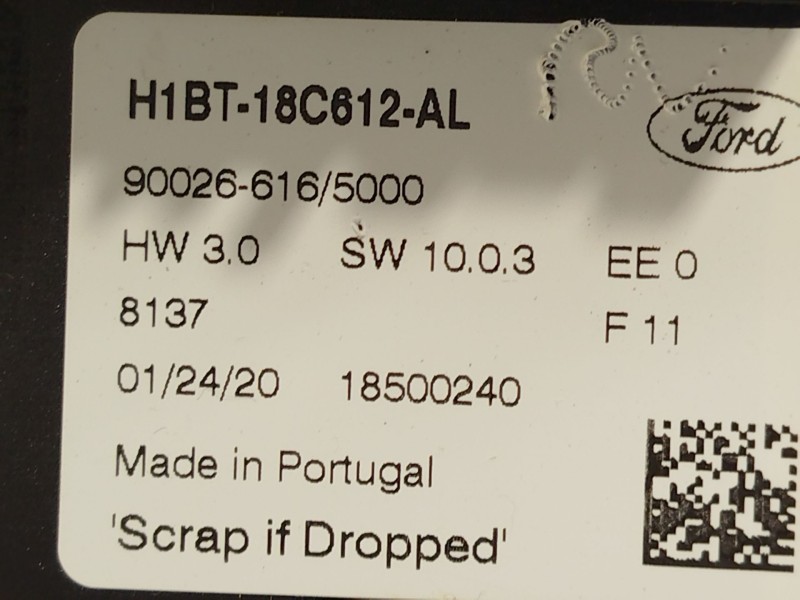 H1BT-18C612-AL
Ford
90026-616/5000
HW 3.0 SW 10.0.3 EE 0
8137 F 11
01/24/20 18500240
Made in Portugal
'Scrap if Dropped'